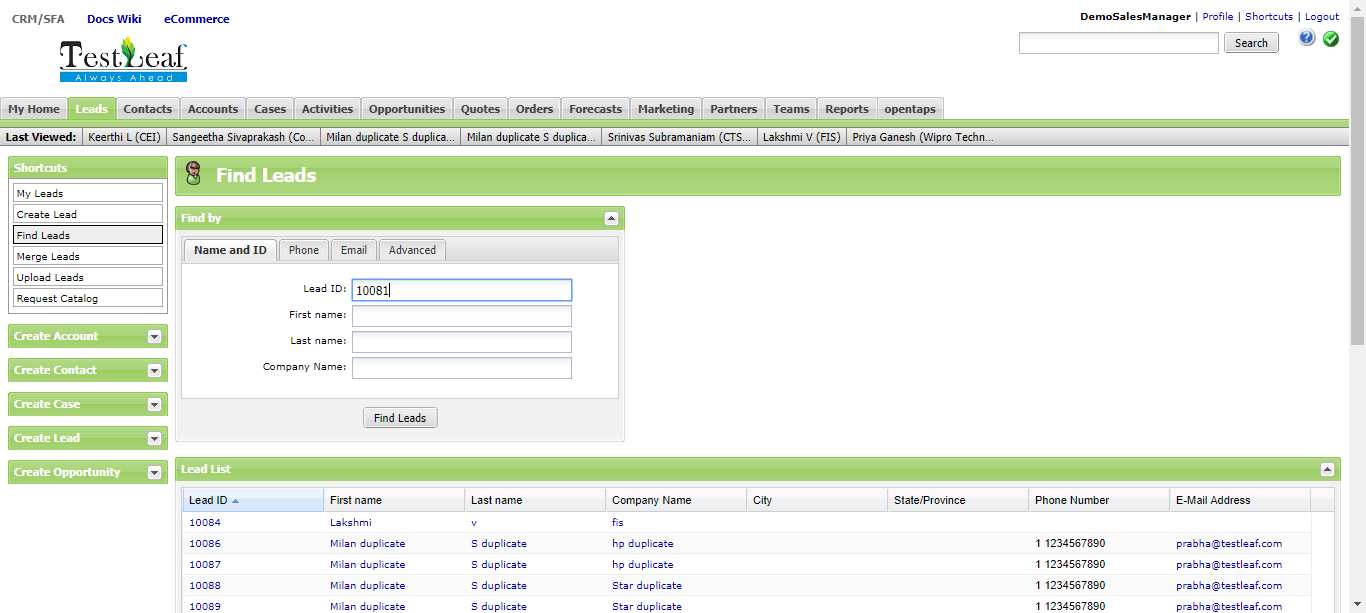 CRM/SFA Docs Wiki eCommerce
DemoSalesManager | Profile | Shortcuts | Logout
TestLeaf
Always Ahead
Search
My Home Leads Contacts Accounts Cases Activities Opportunities Quotes Orders Forecasts Marketing Partners Teams Reports opentaps
Last Viewed: Keerthi L (CEI) Sangeetha Sivaprakash (Co... Milan duplicate S duplica... Milan duplicate S duplica... Srinivas Subramaniam (CTS... Lakshmi V (FIS) Priya Ganesh (Wipro Techn...
Shortcuts
My Leads
Create Lead
Find Leads
Merge Leads
Upload Leads
Request Catalog
Create Account
Create Contact
Create Case
Create Lead
Create Opportunity
Find Leads
Find by
Name and ID Phone Email Advanced
Lead ID: 10081
First name:
Last name:
Company Name:
Find Leads
Lead List
Lead ID First name Last name Company Name City State/Province Phone Number E-Mail Address
10084 Lakshmi v fis
10086 Milan duplicate S duplicate hp duplicate 1 1234567890 prabha@testleaf.com
10087 Milan duplicate S duplicate hp duplicate 1 1234567890 prabha@testleaf.com
10088 Milan duplicate S duplicate Star duplicate 1 1234567890 prabha@testleaf.com
10089 Milan duplicate S duplicate Star duplicate 1 1234567890 prabha@testleaf.com